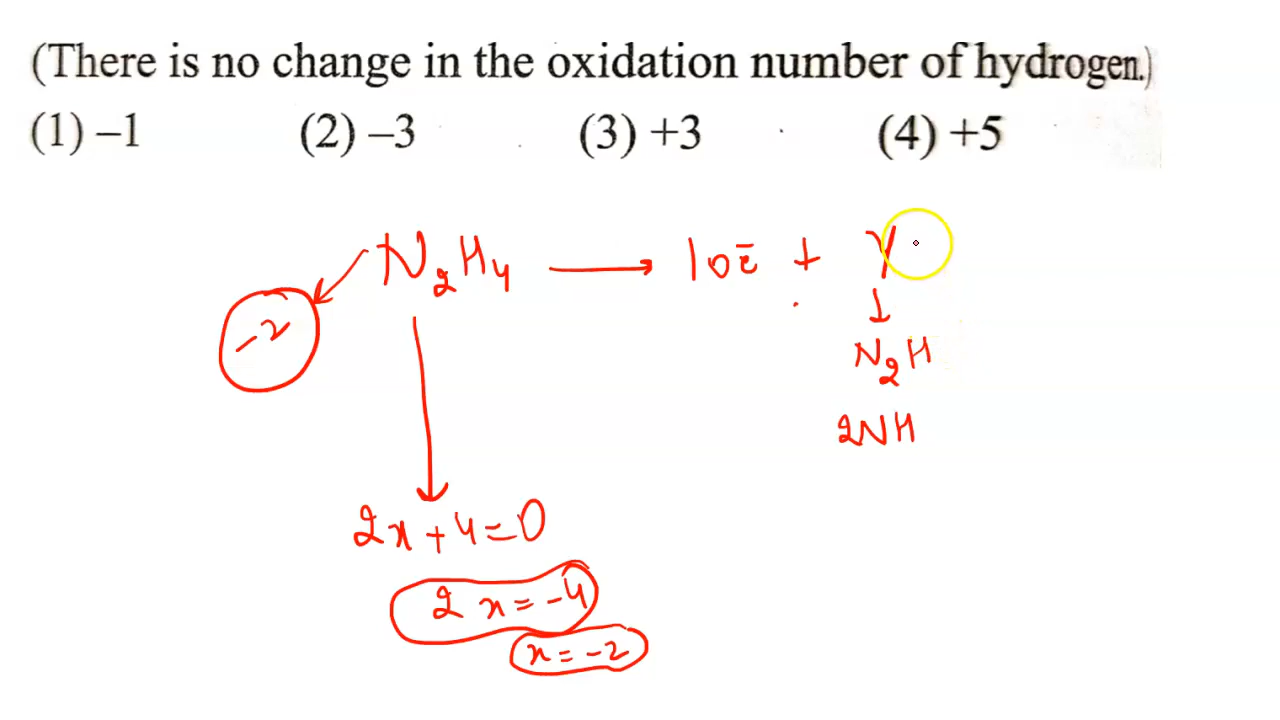 (There is no change in the oxidation number of hydrogen.)
(1) –1 (2) –3 (3) +3 (4) +5
N₂H₄ → 10ē + Y
–2
↓
N₂H
2NH
2x+4=0
2x=-4
x=-2